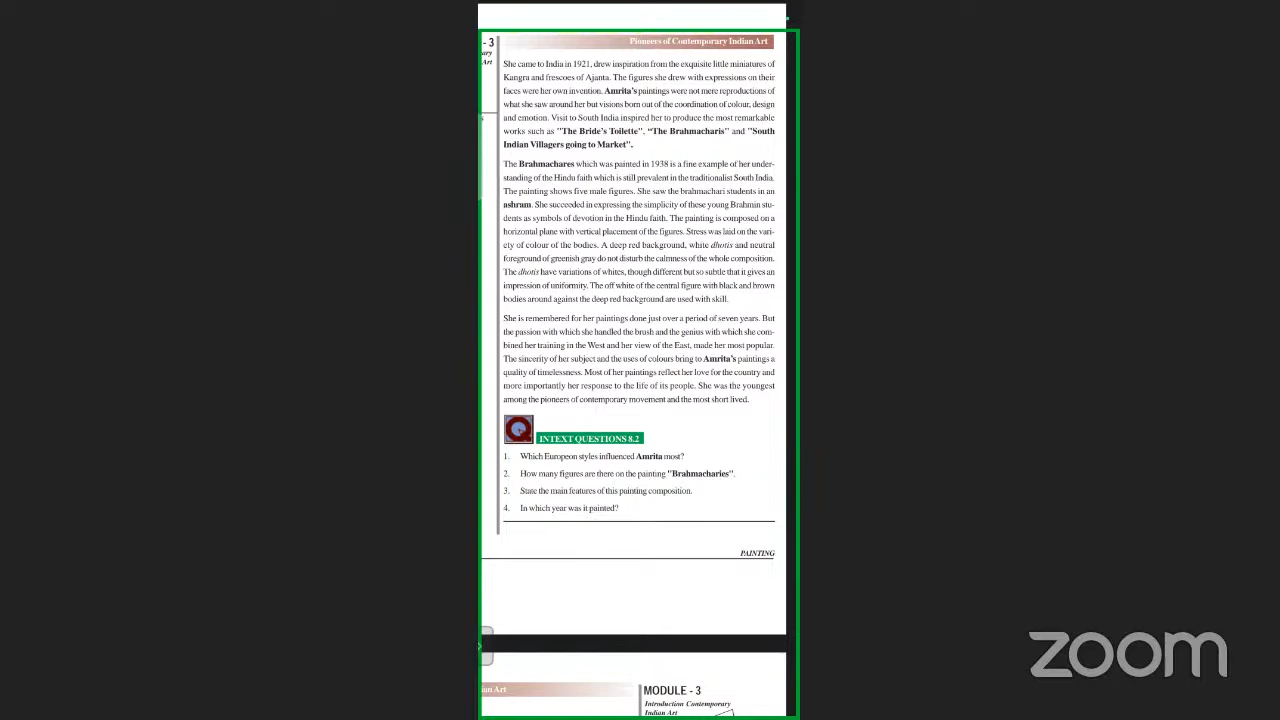 - 3
ary
Art
Pioneers of Contemporary Indian Art
She came to India in 1921, drew inspiration from the exquisite little miniatures of
Kangra and frescoes of Ajanta. The figures she drew with expressions on their
faces were her own invention. Amrita's paintings were not mere reproductions of
what she saw around her but visions born out of the coordination of colour, design
and emotion. Visit to South India inspired her to produce the most remarkable
works such as "The Bride's Toilette", "The Brahmacharis" and "South
Indian Villagers going to Market".
The Brahmachares which was painted in 1938 is a fine example of her under-
standing of the Hindu faith which is still prevalent in the traditionalist South India.
The painting shows five male figures. She saw the brahmachari students in an
ashram. She succeeded in expressing the simplicity of these young Brahmin stu-
dents as symbols of devotion in the Hindu faith. The painting is composed on a
horizontal plane with vertical placement of the figures. Stress was laid on the vari-
ety of colour of the bodies. A deep red background, white dhotis and neutral
foreground of greenish gray do not disturb the calmness of the whole composition.
The dhotis have variations of whites, though different but so subtle that it gives an
impression of uniformity. The off white of the central figure with black and brown
bodies around against the deep red background are used with skill.
She is remembered for her paintings done just over a period of seven years. But
the passion with which she handled the brush and the genius with which she com-
bined her training in the West and her view of the East, made her most popular.
The sincerity of her subject and the uses of colours bring to Amrita's paintings a
quality of timelessness. Most of her paintings reflect her love for the country and
more importantly her response to the life of its people. She was the youngest
among the pioneers of contemporary movement and the most short lived.
INTEXT QUESTIONS 8.2
1. Which European styles influenced Amrita most?
2. How many figures are there on the painting "Brahmacharies".
3. State the main features of this painting composition.
4. In which year was it painted?
PAINTING
ian Art
MODULE - 3
Introduction Contemporary
Indian Art
zoom